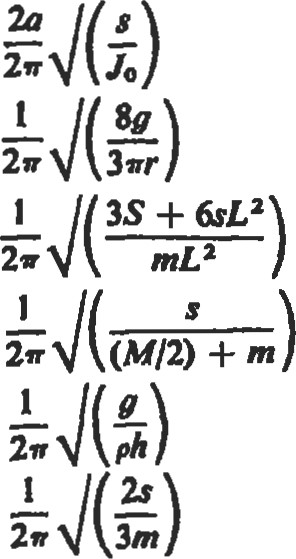 2a/2π √(s/J₀)
1/2π √(8g/3πr)
1/2π √((3S + 6sL²)/mL²)
1/2π √(s/((M/2) + m))
1/2π √(g/ρh)
1/2π √(2s/3m)